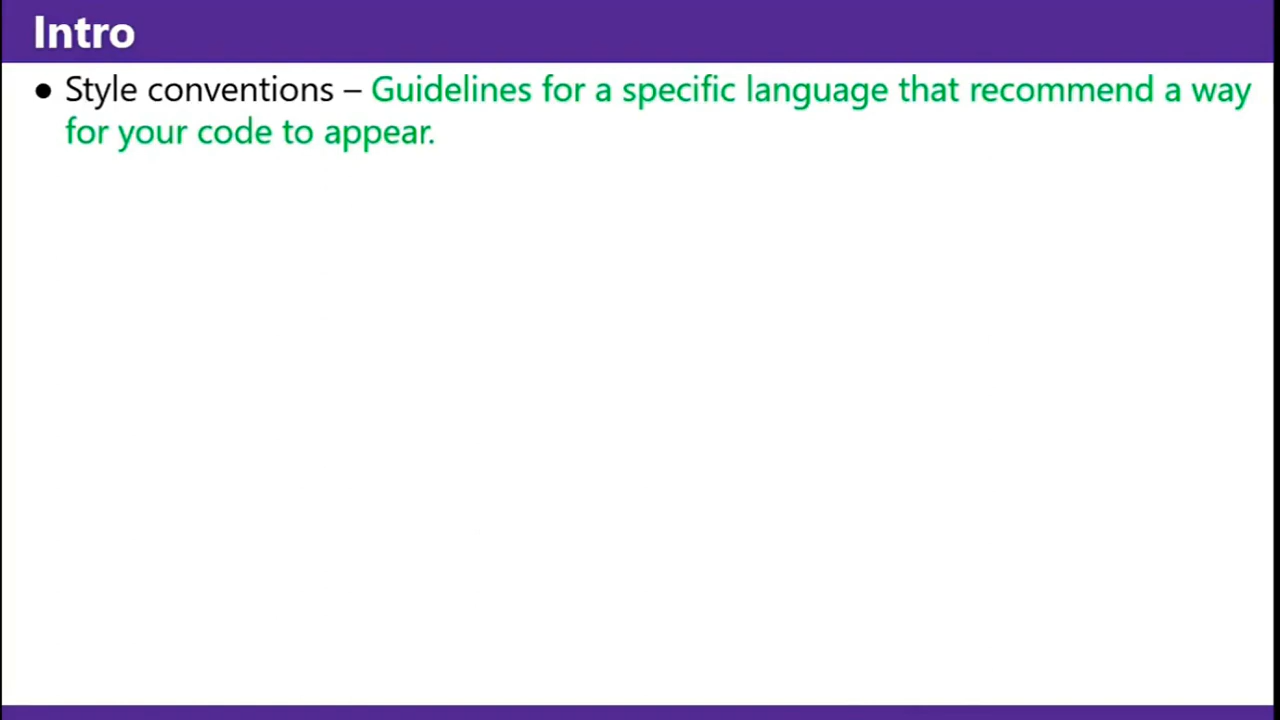 Intro
● Style conventions – Guidelines for a specific language that recommend a way
for your code to appear.